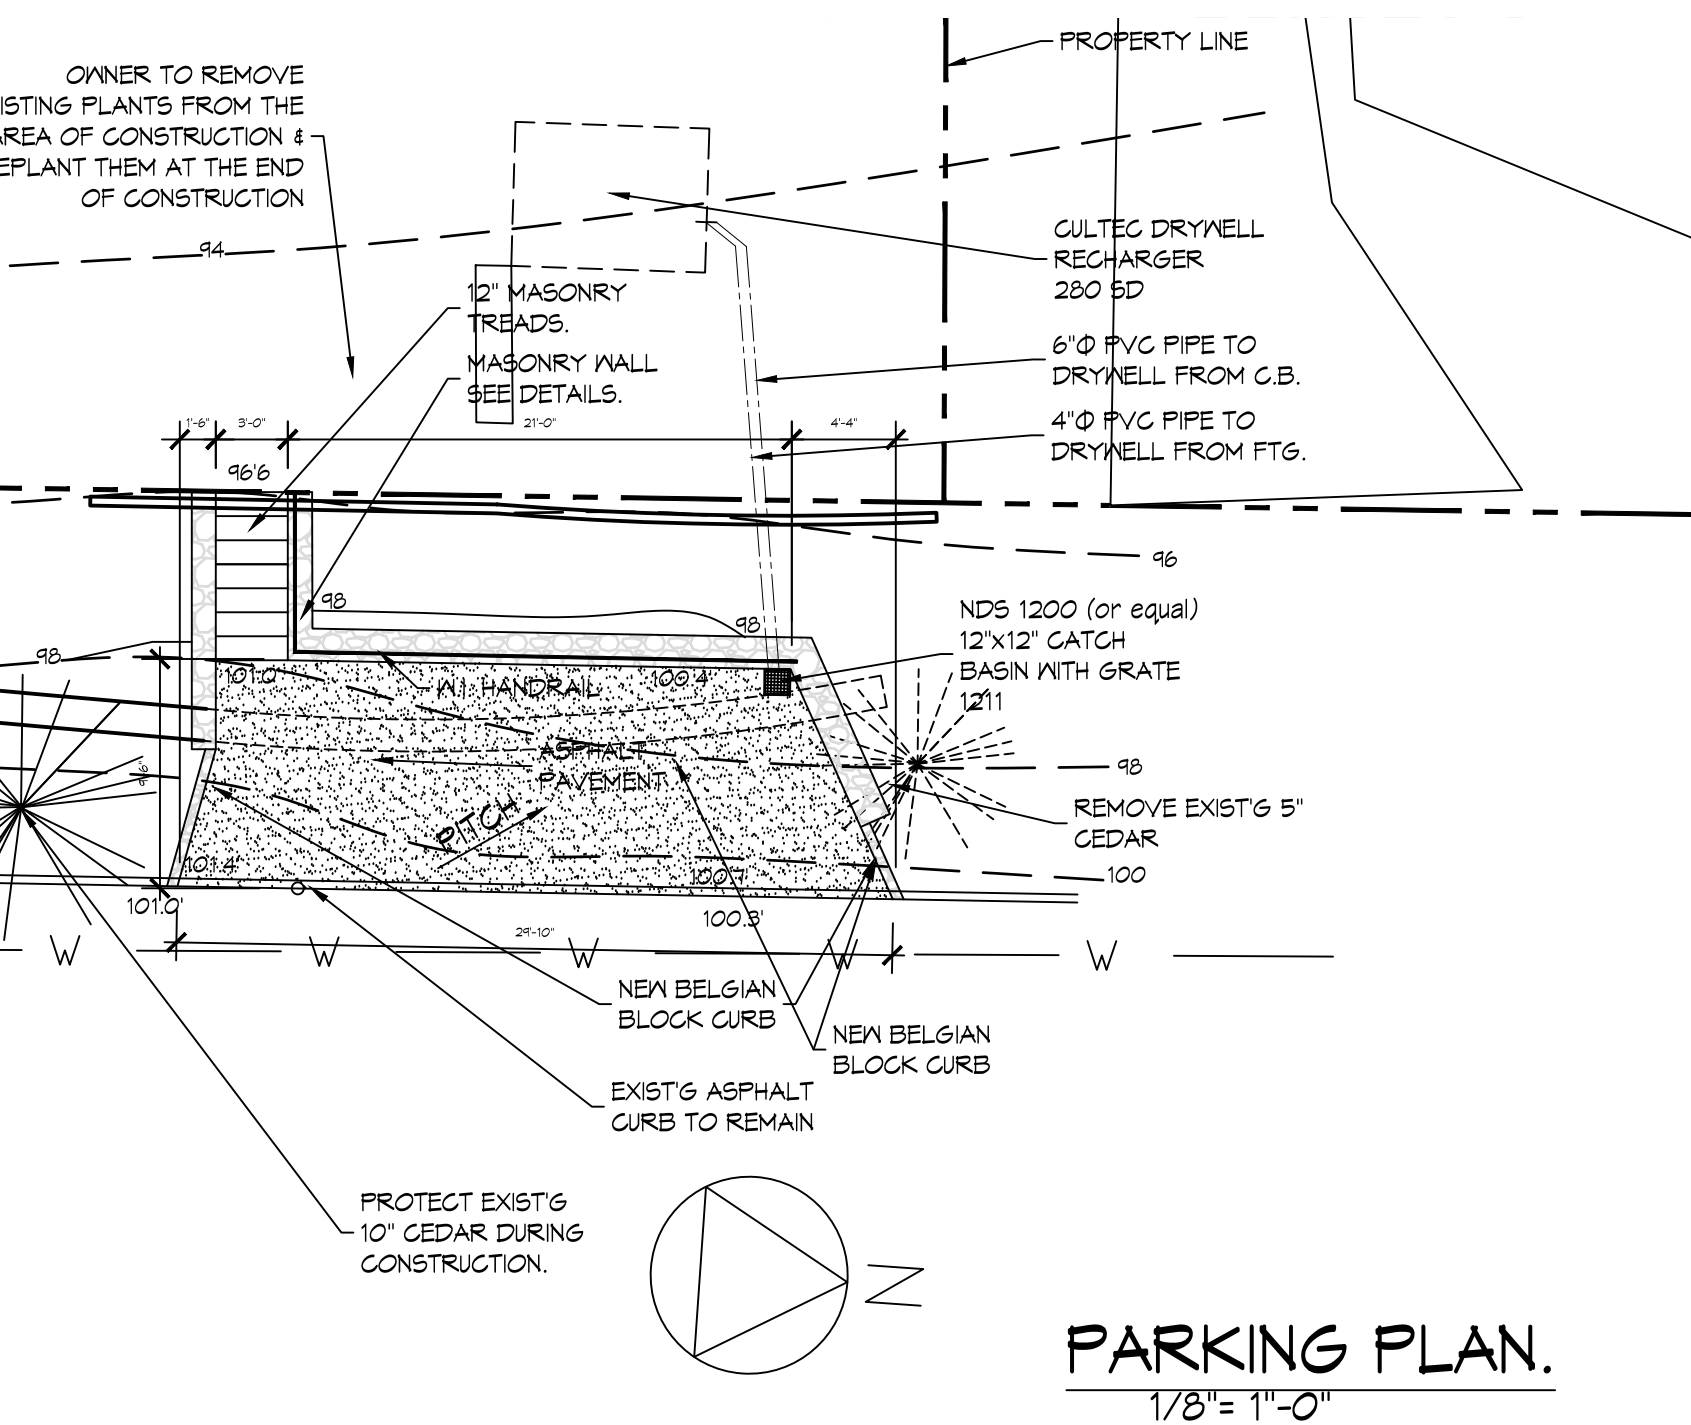 PROPERTY LINE
OWNER TO REMOVE
ISTING PLANTS FROM THE
AREA OF CONSTRUCTION &
EPLANT THEM AT THE END
OF CONSTRUCTION
94
CULTEC DRYWELL
RECHARGER
280 SD
12" MASONRY
TREADS.
MASONRY WALL
SEE DETAILS.
6"Φ PVC PIPE TO
DRYWELL FROM C.B.
4"Φ PVC PIPE TO
DRYWELL FROM FTG.
1'-6"
3'-0"
21'-0"
4'-4"
96'6
96
98
98
98
NDS 1200 (or equal)
12"x12" CATCH
BASIN WITH GRATE
1211
101.0'
W.I. HANDRAIL
100.4
ASPHALT
PAVEMENT
98
9'-6"
PITCH
REMOVE EXIST'G 5"
CEDAR
101.4'
100.7
100
101.0'
100.3'
29'-10"
W
W
W
W
W
NEW BELGIAN
BLOCK CURB
NEW BELGIAN
BLOCK CURB
EXIST'G ASPHALT
CURB TO REMAIN
PROTECT EXIST'G
10" CEDAR DURING
CONSTRUCTION.
N
PARKING PLAN.
1/8"= 1"-0"